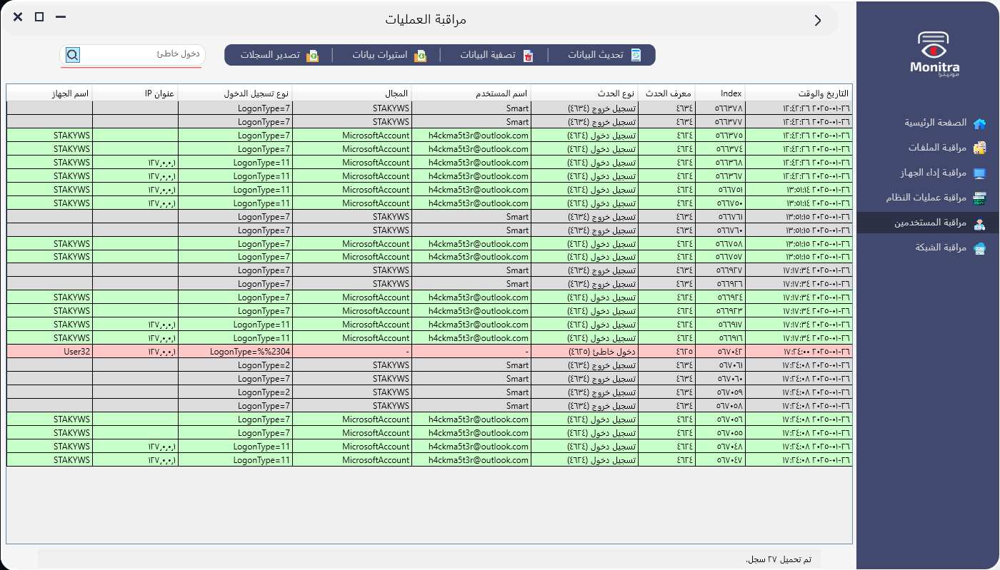 مراقبة العمليات
Monitra
مونيترا
تحديث البيانات | تصفية البيانات | استيرات بيانات | تصدير السجلات
دخول خاطئ
الصفحة الرئيسية
مراقبة الملفات
مراقبة إداء الجهاز
مراقبة عمليات النظام
مراقبة المستخدمين
مراقبة الشبكة
التاريخ والوقت Index معرف الحدث نوع الحدث اسم المستخدم المجال نوع تسجيل الدخول عنوان IP اسم الجهاز
٢٠٢٥-٠١-٢٦ ١٢:٤٢:٢٦ ٥٦٦٣٧٨ ٤٦٣٤ تسجيل خروج (٤٦٣٤) Smart STAKYWS LogonType=7
٢٠٢٥-٠١-٢٦ ١٢:٤٢:٢٦ ٥٦٦٣٧٧ ٤٦٣٤ تسجيل خروج (٤٦٣٤) Smart STAKYWS LogonType=7
٢٠٢٥-٠١-٢٦ ١٢:٤٢:٢٦ ٥٦٦٣٧٥ ٤٦٢٤ تسجيل دخول (٤٦٢٤) h4ckma5t3r@outlook.com MicrosoftAccount LogonType=7 STAKYWS
٢٠٢٥-٠١-٢٦ ١٢:٤٢:٢٦ ٥٦٦٣٧٤ ٤٦٢٤ تسجيل دخول (٤٦٢٤) h4ckma5t3r@outlook.com MicrosoftAccount LogonType=7 STAKYWS
٢٠٢٥-٠١-٢٦ ١٢:٤٢:٢٦ ٥٦٦٣٦٨ ٤٦٢٤ تسجيل دخول (٤٦٢٤) h4ckma5t3r@outlook.com MicrosoftAccount LogonType=11 ١٢٧٫٠٫٠٫١ STAKYWS
٢٠٢٥-٠١-٢٦ ١٢:٤٢:٢٦ ٥٦٦٣٦٧ ٤٦٢٤ تسجيل دخول (٤٦٢٤) h4ckma5t3r@outlook.com MicrosoftAccount LogonType=11 ١٢٧٫٠٫٠٫١ STAKYWS
٢٠٢٥-٠١-٢٦ ١٣:٥١:١٤ ٥٦٦٧٥١ ٤٦٢٤ تسجيل دخول (٤٦٢٤) h4ckma5t3r@outlook.com MicrosoftAccount LogonType=11 ١٢٧٫٠٫٠٫١ STAKYWS
٢٠٢٥-٠١-٢٦ ١٣:٥١:١٤ ٥٦٦٧٥٠ ٤٦٢٤ تسجيل دخول (٤٦٢٤) h4ckma5t3r@outlook.com MicrosoftAccount LogonType=11 ١٢٧٫٠٫٠٫١ STAKYWS
٢٠٢٥-٠١-٢٦ ١٣:٥١:١٥ ٥٦٦٧٦١ ٤٦٣٤ تسجيل خروج (٤٦٣٤) Smart STAKYWS LogonType=7
٢٠٢٥-٠١-٢٦ ١٣:٥١:١٥ ٥٦٦٧٦٠ ٤٦٣٤ تسجيل خروج (٤٦٣٤) Smart STAKYWS LogonType=7
٢٠٢٥-٠١-٢٦ ١٣:٥١:١٥ ٥٦٦٧٥٨ ٤٦٢٤ تسجيل دخول (٤٦٢٤) h4ckma5t3r@outlook.com MicrosoftAccount LogonType=7 STAKYWS
٢٠٢٥-٠١-٢٦ ١٣:٥١:١٥ ٥٦٦٧٥٧ ٤٦٢٤ تسجيل دخول (٤٦٢٤) h4ckma5t3r@outlook.com MicrosoftAccount LogonType=7 STAKYWS
٢٠٢٥-٠١-٢٦ ١٧:١٧:٣٤ ٥٦٦٩٢٧ ٤٦٣٤ تسجيل خروج (٤٦٣٤) Smart STAKYWS LogonType=7
٢٠٢٥-٠١-٢٦ ١٧:١٧:٣٤ ٥٦٦٩٢٦ ٤٦٣٤ تسجيل خروج (٤٦٣٤) Smart STAKYWS LogonType=7
٢٠٢٥-٠١-٢٦ ١٧:١٧:٣٤ ٥٦٦٩٢٤ ٤٦٢٤ تسجيل دخول (٤٦٢٤) h4ckma5t3r@outlook.com MicrosoftAccount LogonType=7 STAKYWS
٢٠٢٥-٠١-٢٦ ١٧:١٧:٣٤ ٥٦٦٩٢٣ ٤٦٢٤ تسجيل دخول (٤٦٢٤) h4ckma5t3r@outlook.com MicrosoftAccount LogonType=7 STAKYWS
٢٠٢٥-٠١-٢٦ ١٧:١٧:٣٤ ٥٦٦٩١٧ ٤٦٢٤ تسجيل دخول (٤٦٢٤) h4ckma5t3r@outlook.com MicrosoftAccount LogonType=11 ١٢٧٫٠٫٠٫١ STAKYWS
٢٠٢٥-٠١-٢٦ ١٧:١٧:٣٤ ٥٦٦٩١٦ ٤٦٢٤ تسجيل دخول (٤٦٢٤) h4ckma5t3r@outlook.com MicrosoftAccount LogonType=11 ١٢٧٫٠٫٠٫١ STAKYWS
٢٠٢٥-٠١-٢٦ ١٧:٢٤:٠٠ ٥٦٧٠٤٢ ٤٦٢٥ دخول خاطئ (٤٦٢٥) - - LogonType=%%2304 ١٢٧٫٠٫٠٫١ User32
٢٠٢٥-٠١-٢٦ ١٧:٢٤:٠٨ ٥٦٧٠٦١ ٤٦٣٤ تسجيل خروج (٤٦٣٤) Smart STAKYWS LogonType=2
٢٠٢٥-٠١-٢٦ ١٧:٢٤:٠٨ ٥٦٧٠٦٠ ٤٦٣٤ تسجيل خروج (٤٦٣٤) Smart STAKYWS LogonType=7
٢٠٢٥-٠١-٢٦ ١٧:٢٤:٠٨ ٥٦٧٠٥٩ ٤٦٣٤ تسجيل خروج (٤٦٣٤) Smart STAKYWS LogonType=2
٢٠٢٥-٠١-٢٦ ١٧:٢٤:٠٨ ٥٦٧٠٥٨ ٤٦٣٤ تسجيل خروج (٤٦٣٤) Smart STAKYWS LogonType=7
٢٠٢٥-٠١-٢٦ ١٧:٢٤:٠٨ ٥٦٧٠٥٦ ٤٦٢٤ تسجيل دخول (٤٦٢٤) h4ckma5t3r@outlook.com MicrosoftAccount LogonType=7 STAKYWS
٢٠٢٥-٠١-٢٦ ١٧:٢٤:٠٨ ٥٦٧٠٥٥ ٤٦٢٤ تسجيل دخول (٤٦٢٤) h4ckma5t3r@outlook.com MicrosoftAccount LogonType=7 STAKYWS
٢٠٢٥-٠١-٢٦ ١٧:٢٤:٠٨ ٥٦٧٠٤٨ ٤٦٢٤ تسجيل دخول (٤٦٢٤) h4ckma5t3r@outlook.com MicrosoftAccount LogonType=11 ١٢٧٫٠٫٠٫١ STAKYWS
٢٠٢٥-٠١-٢٦ ١٧:٢٤:٠٨ ٥٦٧٠٤٧ ٤٦٢٤ تسجيل دخول (٤٦٢٤) h4ckma5t3r@outlook.com MicrosoftAccount LogonType=11 ١٢٧٫٠٫٠٫١ STAKYWS
تم تحميل ٢٧ سجل.